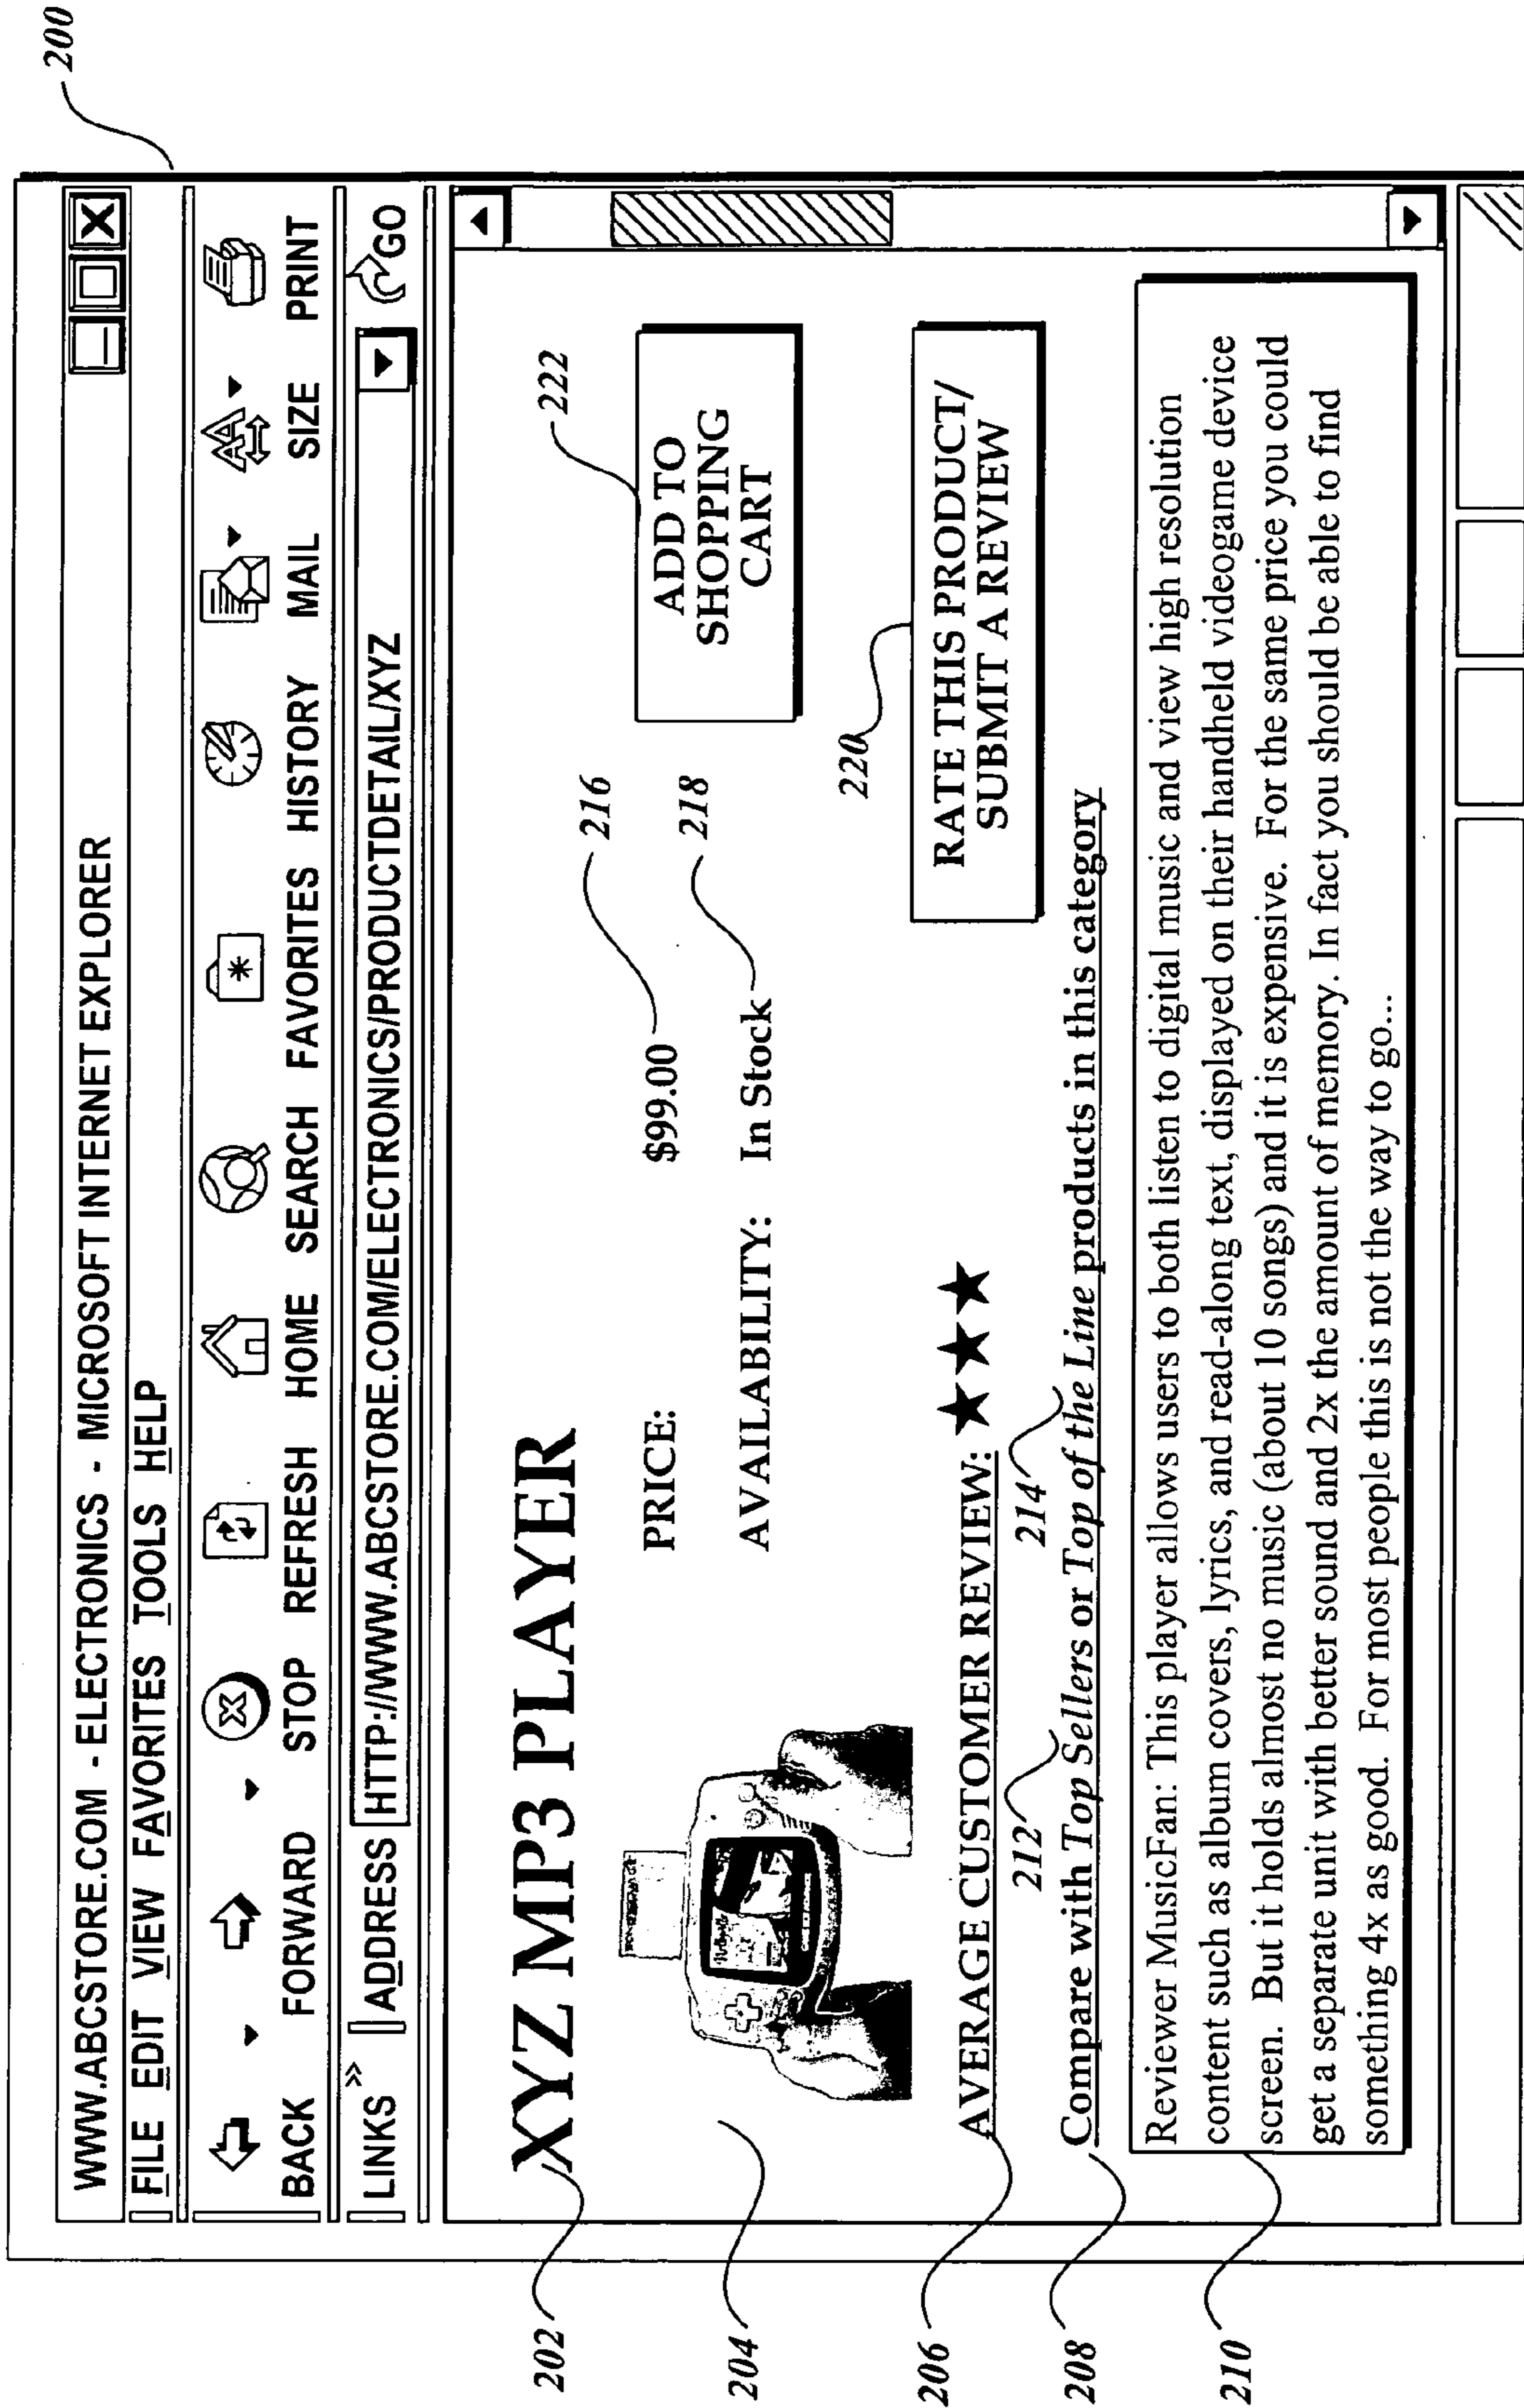 200
WWW.ABCSTORE.COM - ELECTRONICS - MICROSOFT INTERNET EXPLORER
X
FILE EDIT VIEW FAVORITES TOOLS HELP
BACK FORWARD STOP REFRESH HOME SEARCH FAVORITES HISTORY MAIL SIZE PRINT
LINKS » ADDRESS HTTP://WWW.ABCSTORE.COM/ELECTRONICS/PRODUCTDETAIL/XYZ GO
202
XYZ MP3 PLAYER
222
204
PRICE: $99.00
216
ADD TO
SHOPPING
CART
AVAILABILITY: In Stock
218
220
206
AVERAGE CUSTOMER REVIEW: ★ ★ ★
RATE THIS PRODUCT/
SUBMIT A REVIEW
212
214
208
Compare with Top Sellers or Top of the Line products in this category
210
Reviewer MusicFan: This player allows users to both listen to digital music and view high resolution
content such as album covers, lyrics, and read-along text, displayed on their handheld videogame device
screen. But it holds almost no music (about 10 songs) and it is expensive. For the same price you could
get a separate unit with better sound and 2x the amount of memory. In fact you should be able to find
something 4x as good. For most people this is not the way to go...